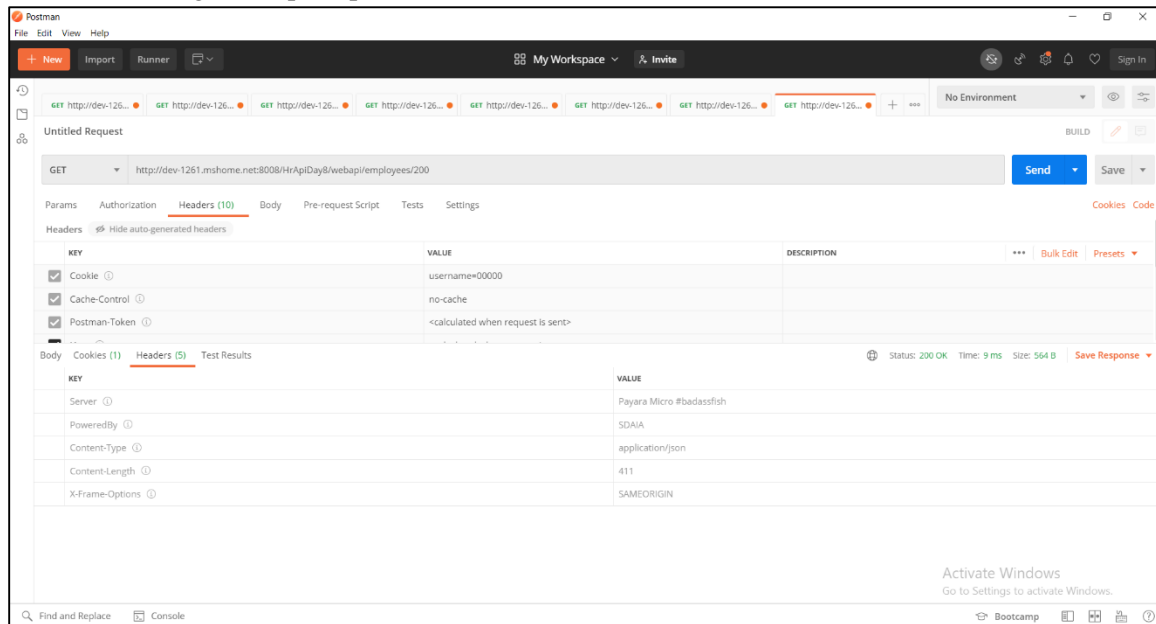 Postman
File Edit View Help
+ New Import Runner My Workspace Invite Sign In
GET http://dev-126... GET http://dev-126... GET http://dev-126... GET http://dev-126... GET http://dev-126... GET http://dev-126... GET http://dev-126... GET http://dev-126... + ooo No Environment
Untitled Request BUILD
GET http://dev-1261.mshome.net:8008/HrApiDay8/webapi/employees/200 Send Save
Params Authorization Headers (10) Body Pre-request Script Tests Settings Cookies Code
Headers Hide auto-generated headers
KEY VALUE DESCRIPTION ••• Bulk Edit Presets
Cookie username=00000
Cache-Control no-cache
Postman-Token <calculated when request is sent>
Body Cookies (1) Headers (5) Test Results Status: 200 OK Time: 9 ms Size: 564 B Save Response
KEY VALUE
Server Payara Micro #badassfish
PoweredBy SDAIA
Content-Type application/json
Content-Length 411
X-Frame-Options SAMEORIGIN
Activate Windows
Go to Settings to activate Windows.
Find and Replace Console Bootcamp